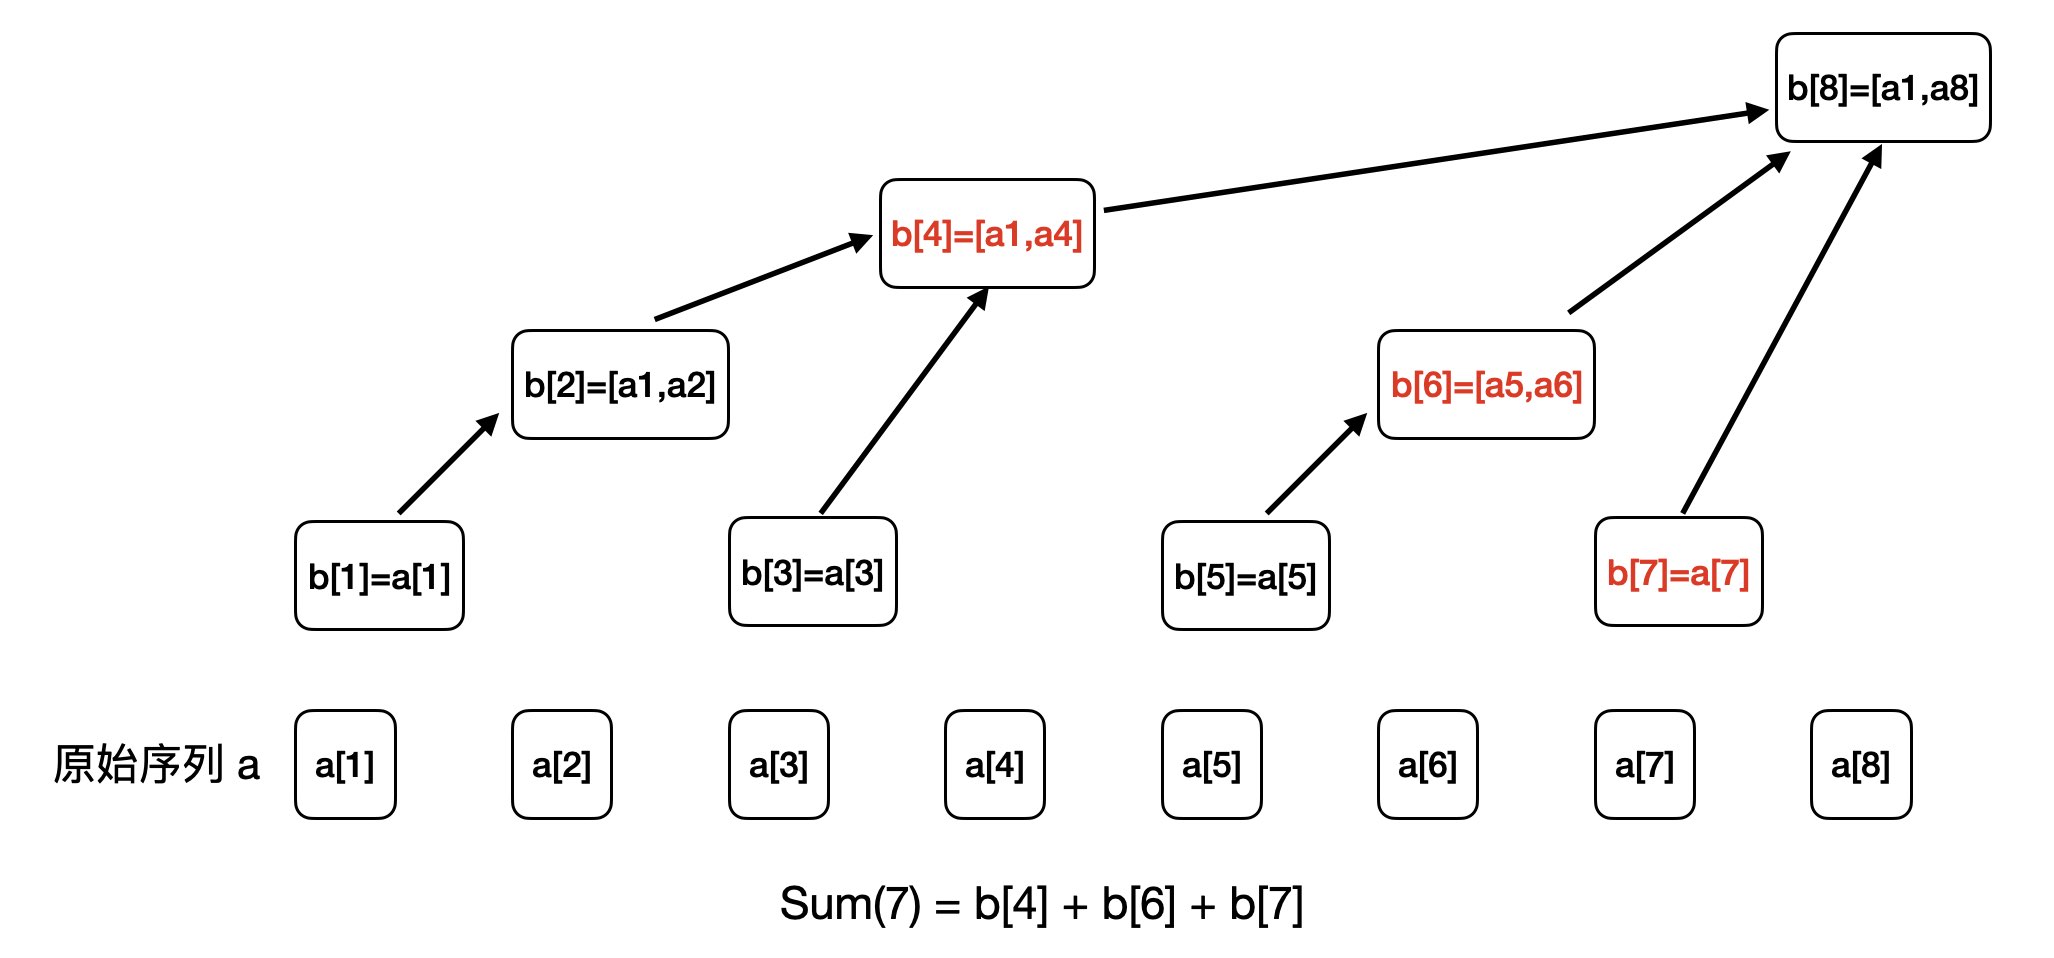 b[8]=[a1,a8]
b[4]=[a1,a4]
b[2]=[a1,a2]
b[6]=[a5,a6]
b[1]=a[1]
b[3]=a[3]
b[5]=a[5]
b[7]=a[7]
原始序列 a
a[1]
a[2]
a[3]
a[4]
a[5]
a[6]
a[7]
a[8]
Sum(7) = b[4] + b[6] + b[7]